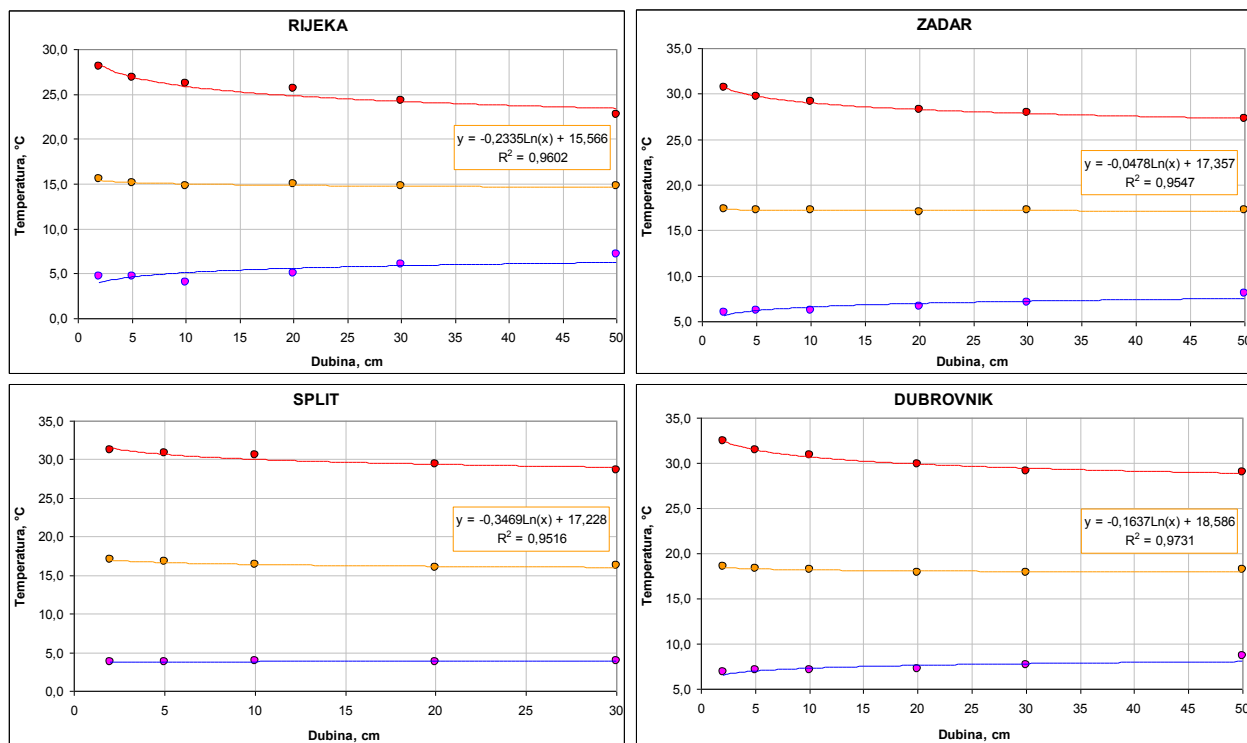 RIJEKA
30,0
25,0
20,0
15,0
10,0
5,0
0,0
Temperatura, °C
y = -0,2335Ln(x) + 15,566
R² = 0,9602
0 5 10 15 20 25 30 35 40 45 50
Dubina, cm
ZADAR
35,0
30,0
25,0
20,0
15,0
10,0
5,0
Temperatura, °C
y = -0,0478Ln(x) + 17,357
R² = 0,9547
0 5 10 15 20 25 30 35 40 45 50
Dubina, cm
SPLIT
35,0
30,0
25,0
20,0
15,0
10,0
5,0
0,0
Temperatura, °C
y = -0,3469Ln(x) + 17,228
R² = 0,9516
0 5 10 15 20 25 30
Dubina, cm
DUBROVNIK
35,0
30,0
25,0
20,0
15,0
10,0
5,0
Temperatura, °C
y = -0,1637Ln(x) + 18,586
R² = 0,9731
0 5 10 15 20 25 30 35 40 45 50
Dubina, cm